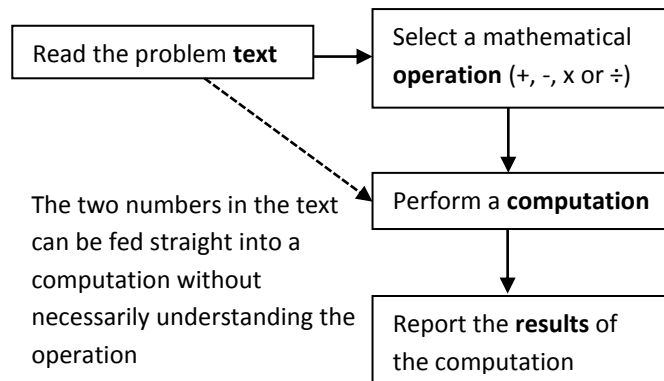 Read the problem text
Select a mathematical
operation (+, -, x or ÷)
Perform a computation
The two numbers in the text
can be fed straight into a
computation without
necessarily understanding the
operation
Report the results of
the computation